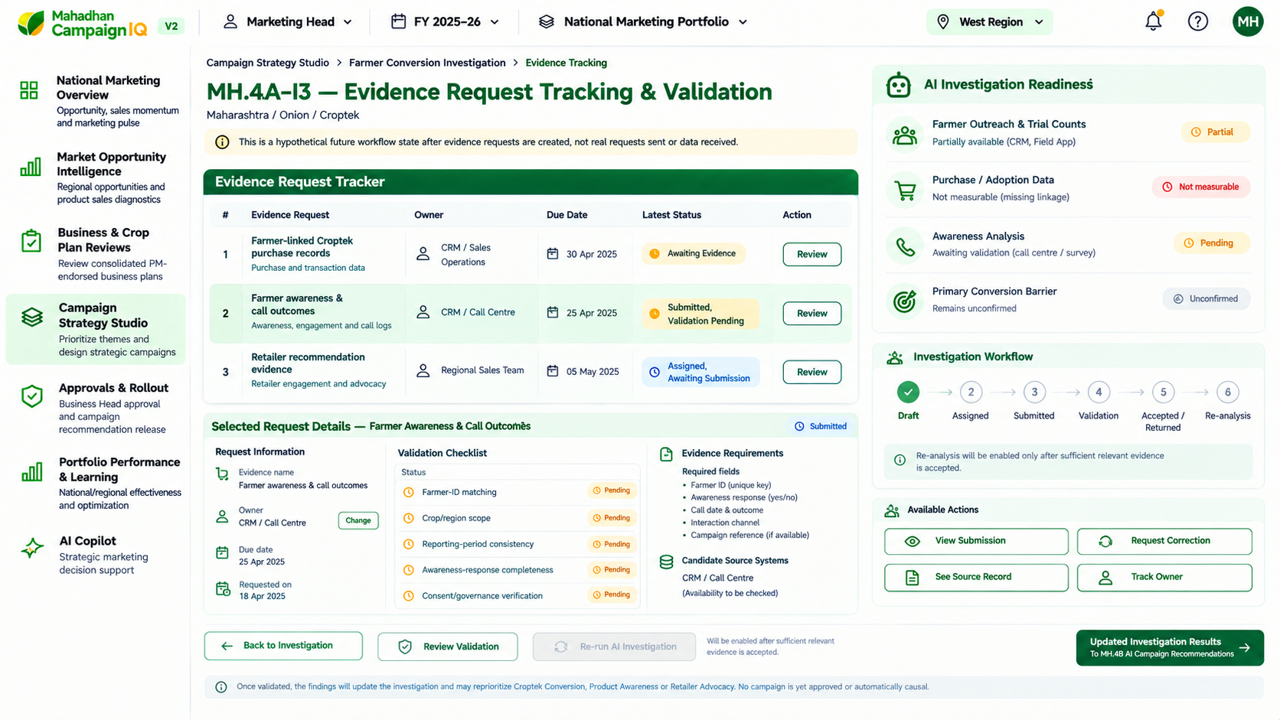 Mahadhan
Campaign IQ
V2
Marketing Head
FY 2025–26
National Marketing Portfolio
West Region
MH
National Marketing
Overview
Opportunity, sales momentum
and marketing pulse
Market Opportunity
Intelligence
Regional opportunities and
product sales diagnostics
Business & Crop
Plan Reviews
Review consolidated PM-
endorsed business plans
Campaign
Strategy Studio
Prioritize themes and
design strategic campaigns
Approvals & Rollout
Business Head approval
and campaign
recommendation release
Portfolio Performance
& Learning
National/regional effectiveness
and optimization
AI Copilot
Strategic marketing
decision support
Campaign Strategy Studio > Farmer Conversion Investigation > Evidence Tracking
MH.4A-I3 — Evidence Request Tracking & Validation
Maharashtra / Onion / Croptek
This is a hypothetical future workflow state after evidence requests are created, not real requests sent or data received.
Evidence Request Tracker
# Evidence Request Owner Due Date Latest Status Action
1
Farmer-linked Croptek
purchase records
Purchase and transaction data
CRM / Sales
Operations
30 Apr 2025
Awaiting Evidence
Review
2
Farmer awareness &
call outcomes
Awareness, engagement and call logs
CRM / Call Centre
25 Apr 2025
Submitted,
Validation Pending
Review
3
Retailer recommendation
evidence
Retailer engagement and advocacy
Regional Sales Team
05 May 2025
Assigned,
Awaiting Submission
Review
Selected Request Details — Farmer Awareness & Call Outcomes
Submitted
Request Information
Evidence name
Farmer awareness & call outcomes
Owner
CRM / Call Centre
Change
Due date
25 Apr 2025
Requested on
18 Apr 2025
Validation Checklist
Status
Farmer-ID matching Pending
Crop/region scope Pending
Reporting-period consistency Pending
Awareness-response completeness Pending
Consent/governance verification Pending
Evidence Requirements
Required fields
• Farmer ID (unique key)
• Awareness response (yes/no)
• Call date & outcome
• Interaction channel
• Campaign reference (if available)
Candidate Source Systems
CRM / Call Centre
(Availability to be checked)
Back to Investigation
Review Validation
Re-run AI Investigation
Will be enabled after sufficient relevant
evidence is accepted.
Once validated, the findings will update the investigation and may reprioritize Croptek Conversion, Product Awareness or Retailer Advocacy. No campaign is yet approved or automatically causal.
AI Investigation Readiness
Farmer Outreach & Trial Counts
Partially available (CRM, Field App)
Partial
Purchase / Adoption Data
Not measurable (missing linkage)
Not measurable
Awareness Analysis
Awaiting validation (call centre / survey)
Pending
Primary Conversion Barrier
Remains unconfirmed
Unconfirmed
Investigation Workflow
2 3 4 5 6
Draft Assigned Submitted Validation Accepted / Re-analysis
Returned
Re-analysis will be enabled only after sufficient relevant evidence
is accepted.
Available Actions
View Submission
Request Correction
See Source Record
Track Owner
Updated Investigation Results
To MH.4B AI Campaign Recommendations